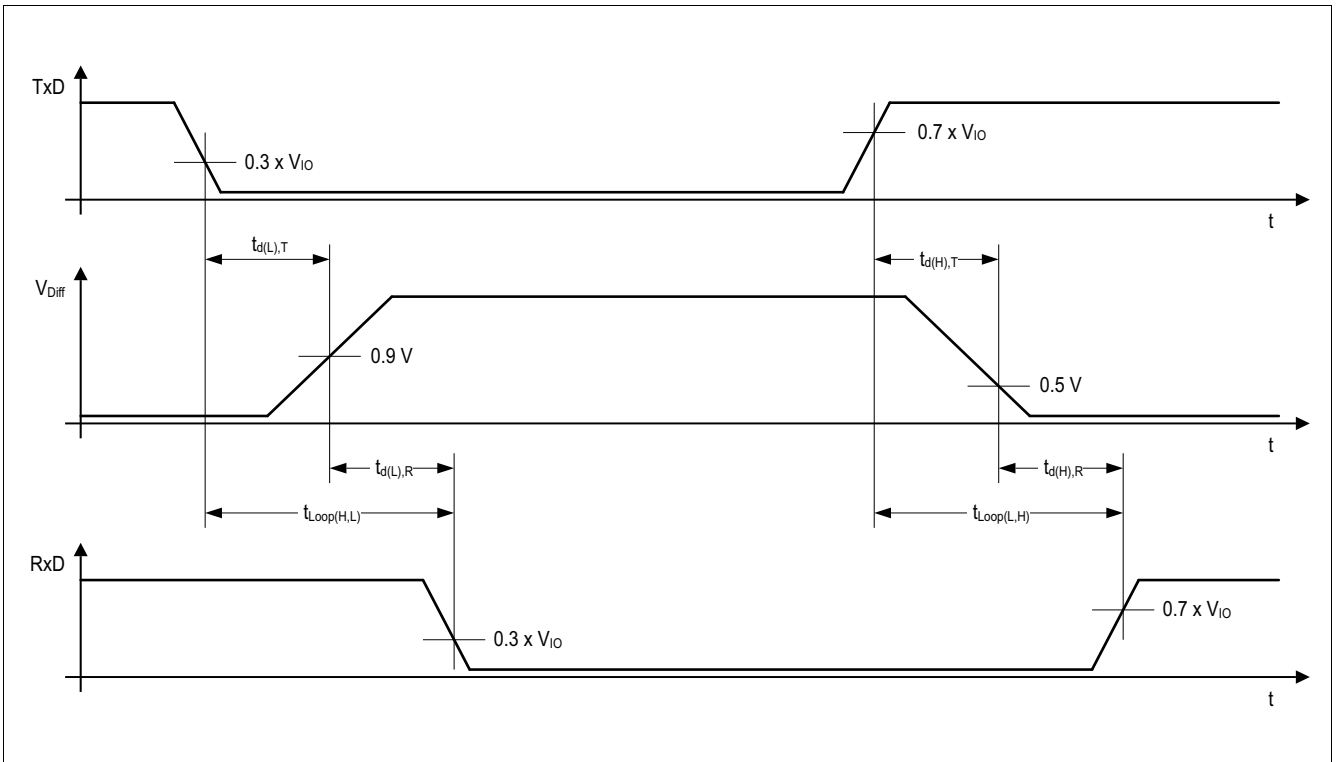 TxD
0.3 x VIO
0.7 x VIO
t
td(L),T
td(H),T
VDiff
0.9 V
0.5 V
t
td(L),R
td(H),R
tLoop(H,L)
tLoop(L,H)
RxD
0.3 x VIO
0.7 x VIO
t